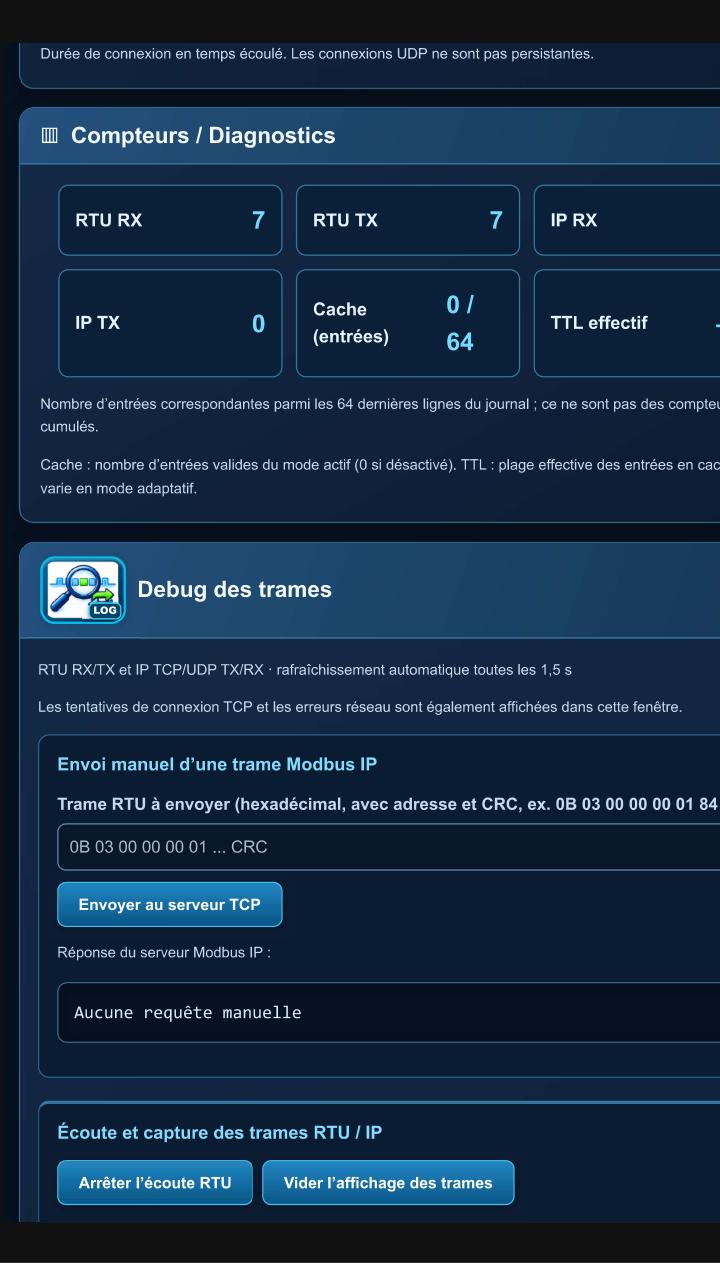 Durée de connexion en temps écoulé. Les connexions UDP ne sont pas persistantes.
Compteurs / Diagnostics
RTU RX 7
RTU TX 7
IP RX
IP TX 0
Cache (entrées) 0 / 64
TTL effectif
Nombre d’entrées correspondantes parmi les 64 dernières lignes du journal ; ce ne sont pas des compteu
cumulés.
Cache : nombre d’entrées valides du mode actif (0 si désactivé). TTL : plage effective des entrées en cac
varie en mode adaptatif.
LOG
Debug des trames
RTU RX/TX et IP TCP/UDP TX/RX · rafraîchissement automatique toutes les 1,5 s
Les tentatives de connexion TCP et les erreurs réseau sont également affichées dans cette fenêtre.
Envoi manuel d’une trame Modbus IP
Trame RTU à envoyer (hexadécimal, avec adresse et CRC, ex. 0B 03 00 00 00 01 84
0B 03 00 00 00 01 ... CRC
Envoyer au serveur TCP
Réponse du serveur Modbus IP :
Aucune requête manuelle
Écoute et capture des trames RTU / IP
Arrêter l’écoute RTU
Vider l’affichage des trames